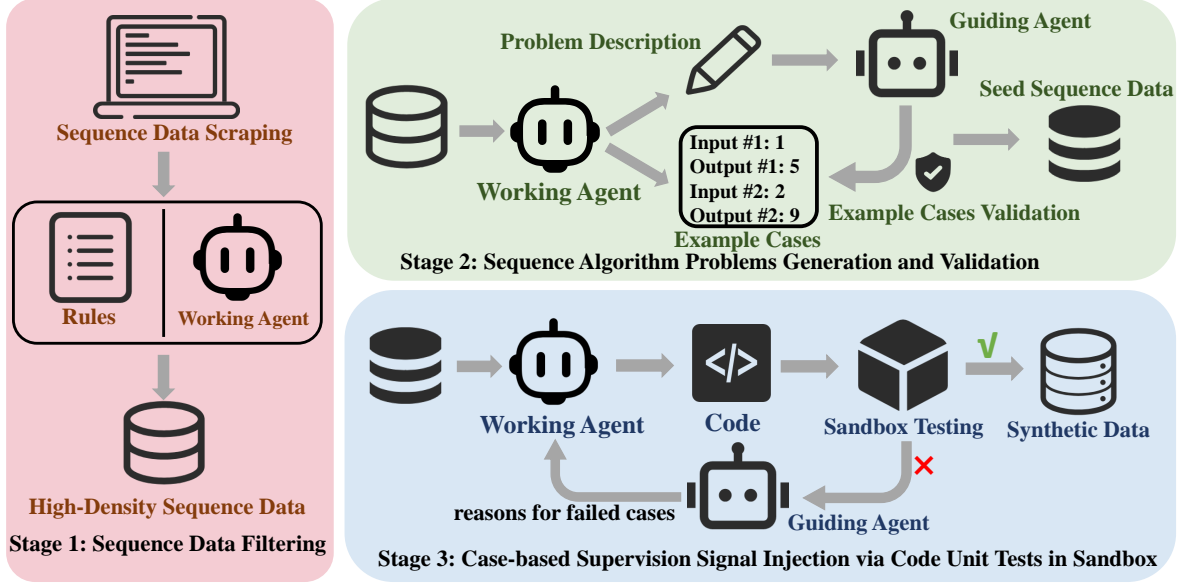 Sequence Data Scraping
Rules
Working Agent
High-Density Sequence Data
Stage 1: Sequence Data Filtering
Problem Description
Guiding Agent
Seed Sequence Data
Working Agent
Input #1: 1
Output #1: 5
Input #2: 2
Output #2: 9
Example Cases
Example Cases Validation
Stage 2: Sequence Algorithm Problems Generation and Validation
</>
√
Working Agent
Code
Sandbox Testing
Synthetic Data
reasons for failed cases
Guiding Agent
Stage 3: Case-based Supervision Signal Injection via Code Unit Tests in Sandbox